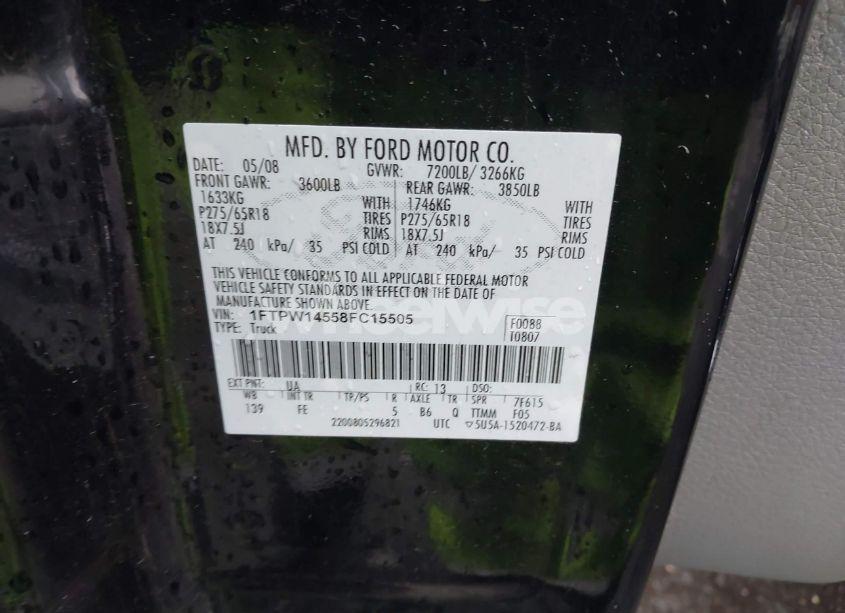 MFD. BY FORD MOTOR CO.
DATE: 05/08 GVWR: 7200LB/ 3266KG
FRONT GAWR: 3600LB REAR GAWR: 3850LB
1633KG WITH 1746KG WITH
P275/65R18 TIRES P275/65R18 TIRES
18X7.5J RIMS 18X7.5J RIMS
AT 240 kPa/ 35 PSI COLD AT 240 kPa/ 35 PSI COLD
THIS VEHICLE CONFORMS TO ALL APPLICABLE FEDERAL MOTOR
VEHICLE SAFETY STANDARDS IN EFFECT ON THE DATE OF
MANUFACTURE SHOWN ABOVE.
VIN: 1FTPW14558FC15505 F0088
TYPE: Truck T0807
wheelwise
EXT PNT: UA RC: 13 DSO:
WB INT TR TP/PS R AXLE TR SPR 7F615
139 FE 5 B6 Q TTMM F05
2200805296821 UTC ▽5U5A-1520472-BA